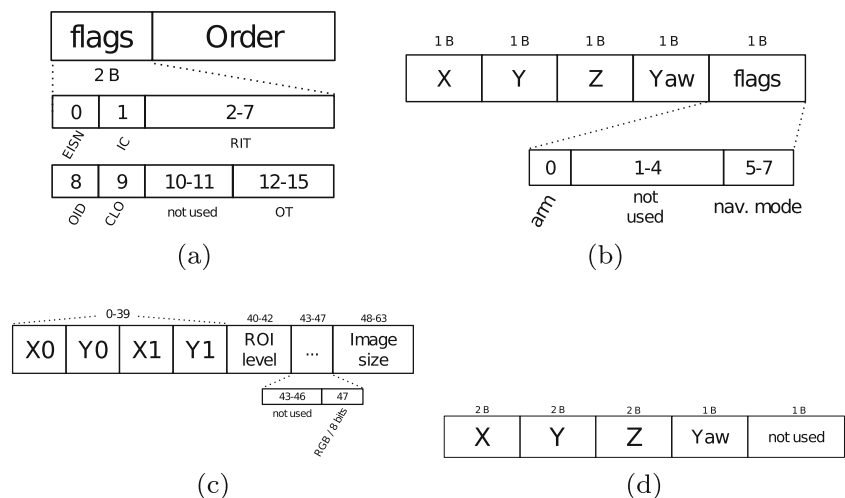 flags Order
2 B
0 1 2-7
EISN IC RIT
8 9 10-11 12-15
OID CLO not used OT
(a)
1 B 1 B 1 B 1 B 1 B
X Y Z Yaw flags
0 1-4 5-7
arm not used nav. mode
(b)
0-39 40-42 43-47 48-63
X0 Y0 X1 Y1 ROI level ... Image size
43-46 47
not used RGB / 8 bits
(c)
2 B 2 B 2 B 1 B 1 B
X Y Z Yaw not used
(d)